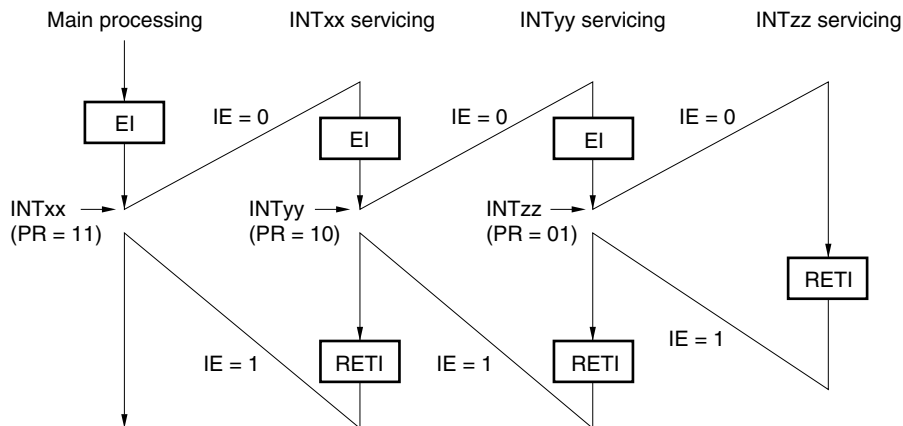 Main processing INTxx servicing INTyy servicing INTzz servicing
IE = 0 IE = 0 IE = 0
EI EI EI
INTxx INTyy INTzz
(PR = 11) (PR = 10) (PR = 01)
RETI
IE = 1 RETI IE = 1 RETI IE = 1